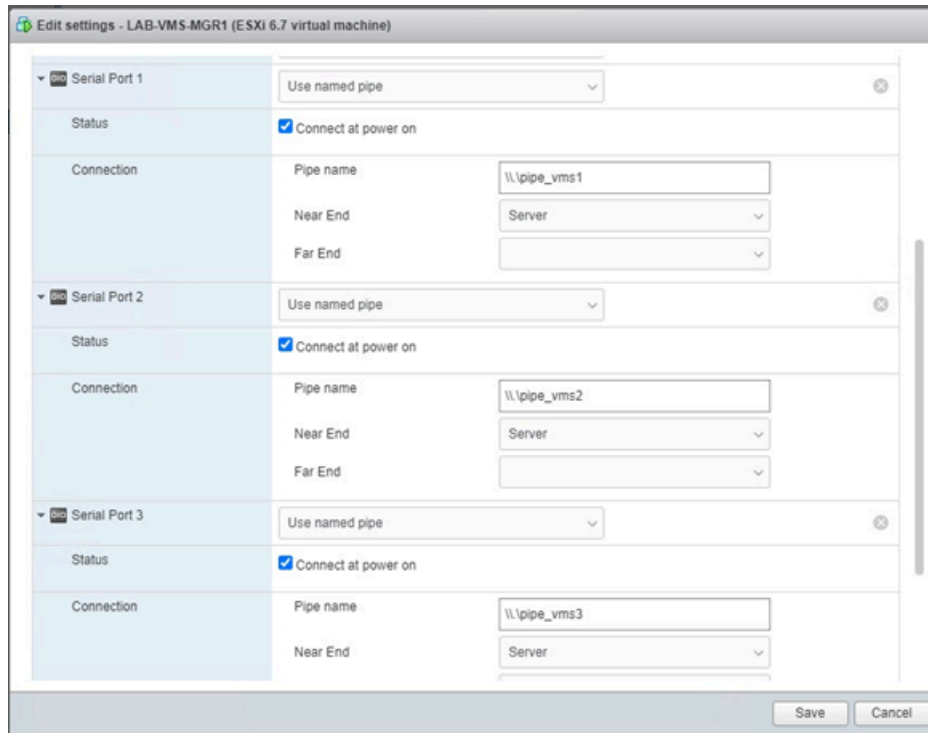 Edit settings - LAB-VMS-MGR1 (ESXi 6.7 virtual machine)
Serial Port 1
Use named pipe
Status
Connect at power on
Connection
Pipe name
\\.\pipe_vms1
Near End
Server
Far End
Serial Port 2
Use named pipe
Status
Connect at power on
Connection
Pipe name
\\.\pipe_vms2
Near End
Server
Far End
Serial Port 3
Use named pipe
Status
Connect at power on
Connection
Pipe name
\\.\pipe_vms3
Near End
Server
Save
Cancel